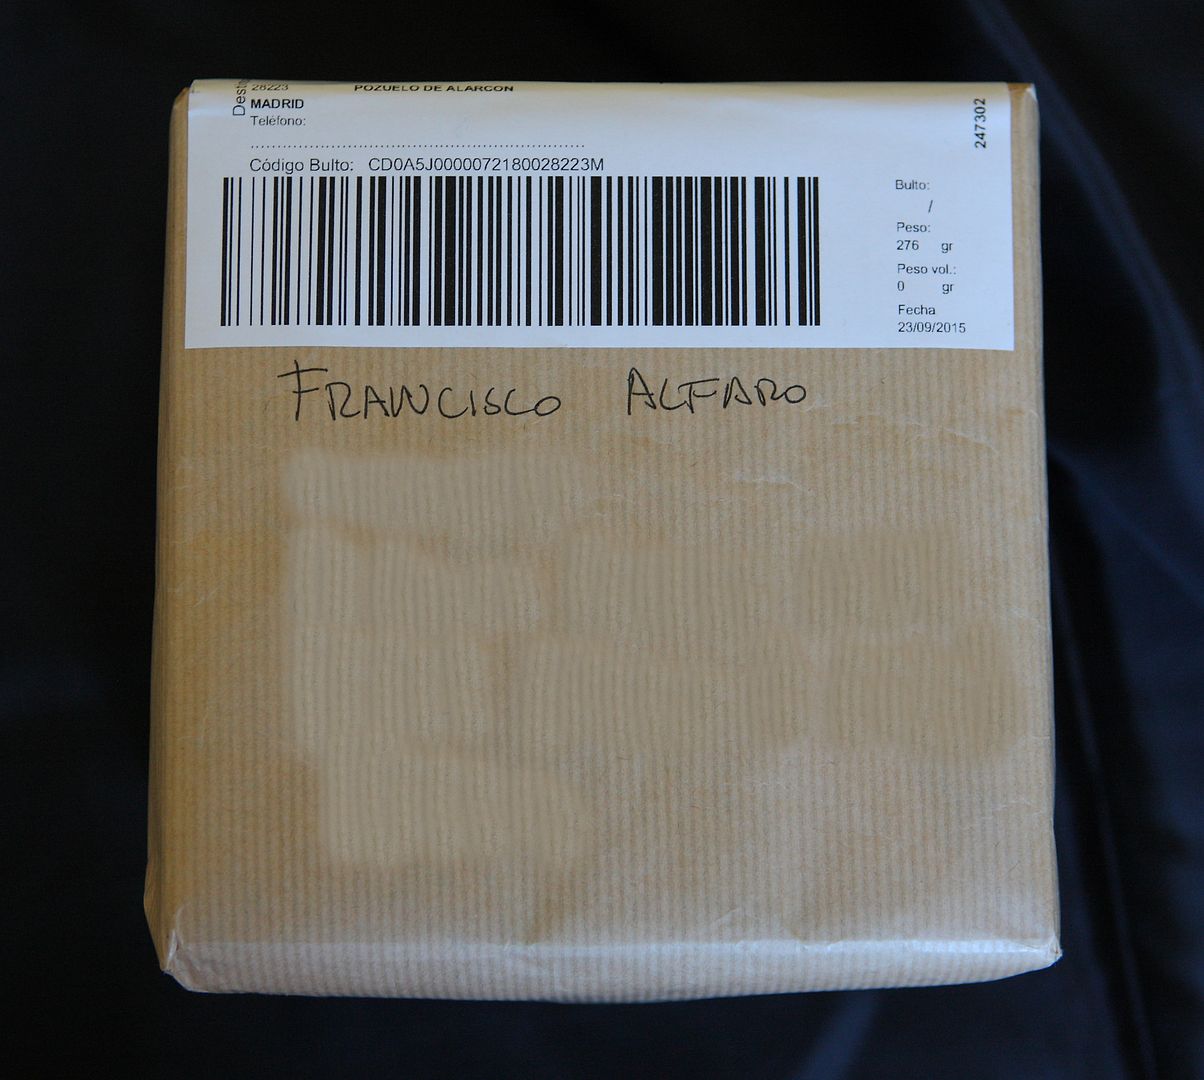 28223 POZUELO DE ALARCON
MADRID
Teléfono:
Código Bulto: CD0A5J0000072180028223M
247302
Bulto:
/
Peso:
276 gr
Peso vol.:
0 gr
Fecha
23/09/2015
FRANCISCO ALFARO